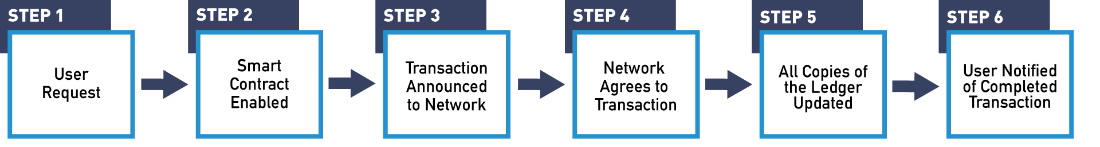 STEP 1
User
Request
STEP 2
Smart
Contract
Enabled
STEP 3
Transaction
Announced
to Network
STEP 4
Network
Agrees to
Transaction
STEP 5
All Copies of
the Ledger
Updated
STEP 6
User Notified
of Completed
Transaction